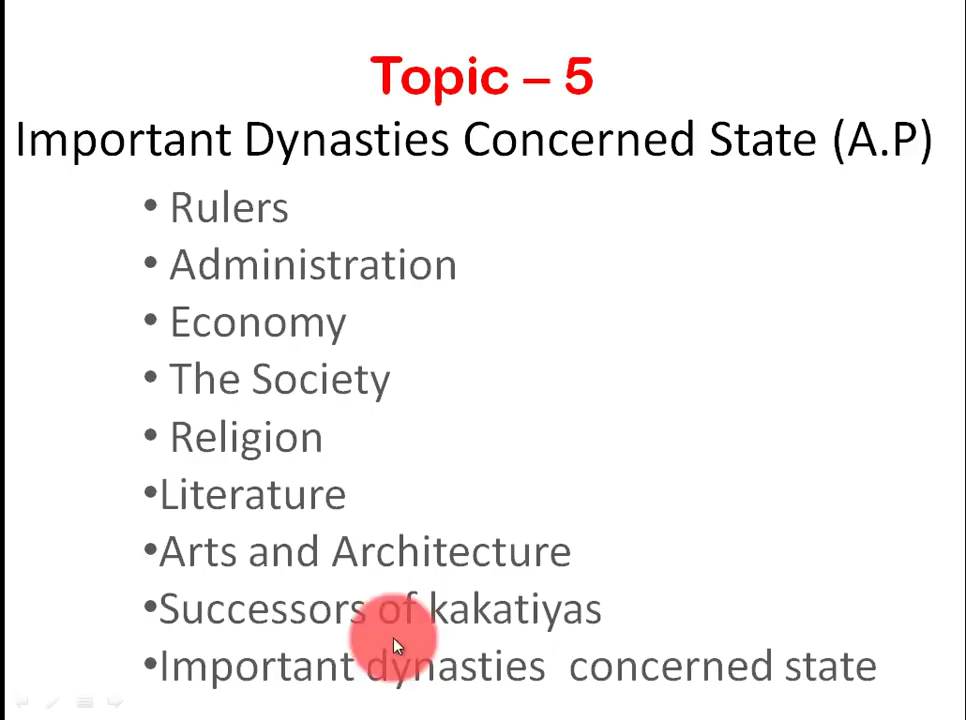 Topic – 5
Important Dynasties Concerned State (A.P)
• Rulers
• Administration
• Economy
• The Society
• Religion
•Literature
•Arts and Architecture
•Successors of kakatiyas
•Important dynasties concerned state